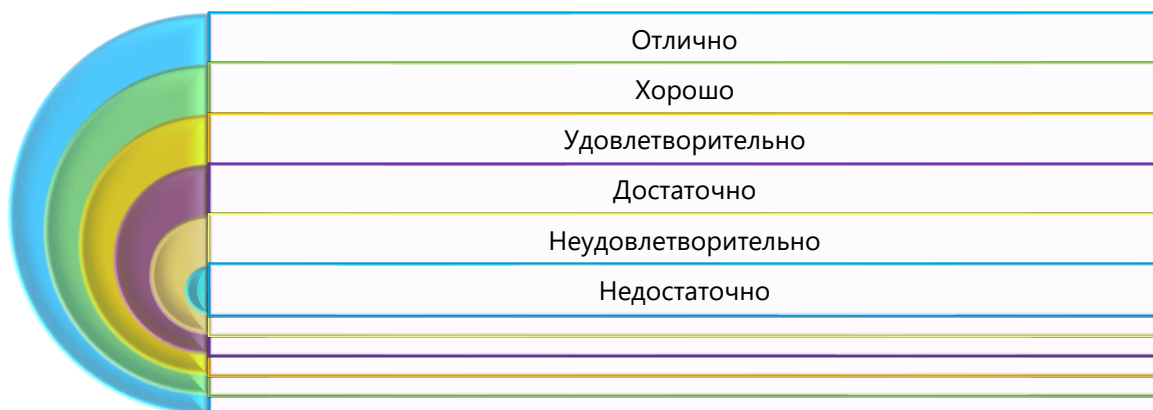 Отлично
Хорошо
Удовлетворительно
Достаточно
Неудовлетворительно
Недостаточно